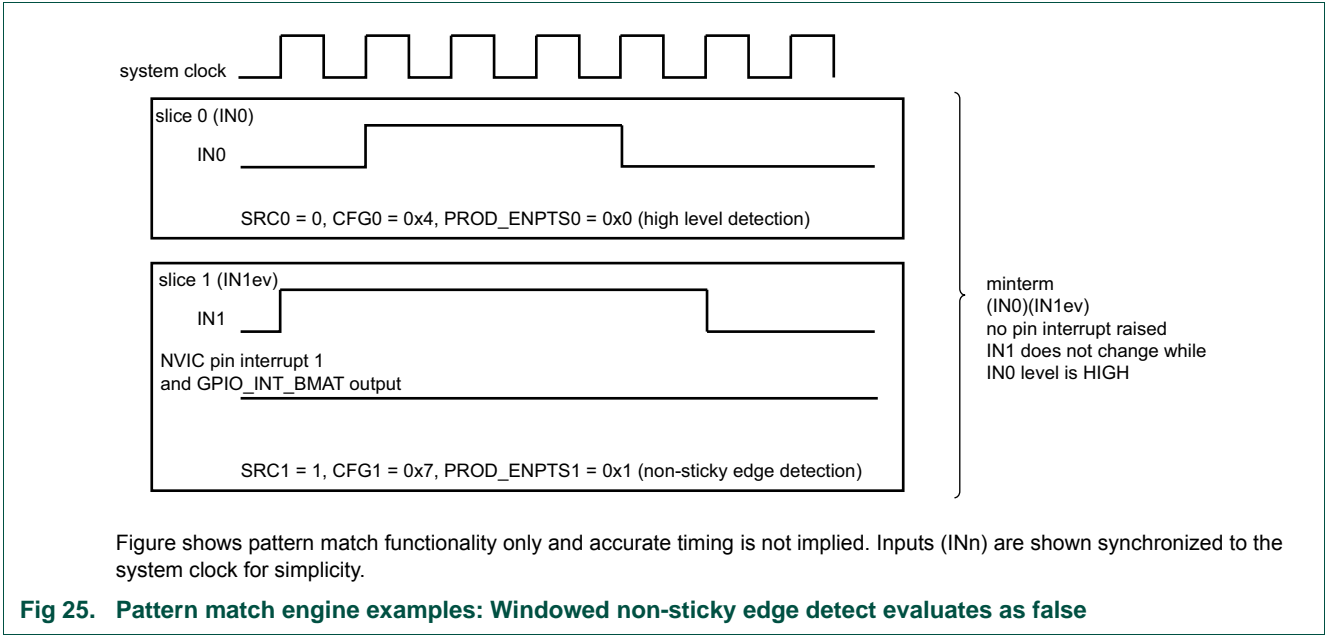 system clock
slice 0 (IN0)
IN0
SRC0 = 0, CFG0 = 0x4, PROD_ENPTS0 = 0x0 (high level detection)
slice 1 (IN1ev)
IN1
NVIC pin interrupt 1
and GPIO_INT_BMAT output
SRC1 = 1, CFG1 = 0x7, PROD_ENPTS1 = 0x1 (non-sticky edge detection)
minterm
(IN0)(IN1ev)
no pin interrupt raised
IN1 does not change while
IN0 level is HIGH
Figure shows pattern match functionality only and accurate timing is not implied. Inputs (INn) are shown synchronized to the
system clock for simplicity.
Fig 25. Pattern match engine examples: Windowed non-sticky edge detect evaluates as false